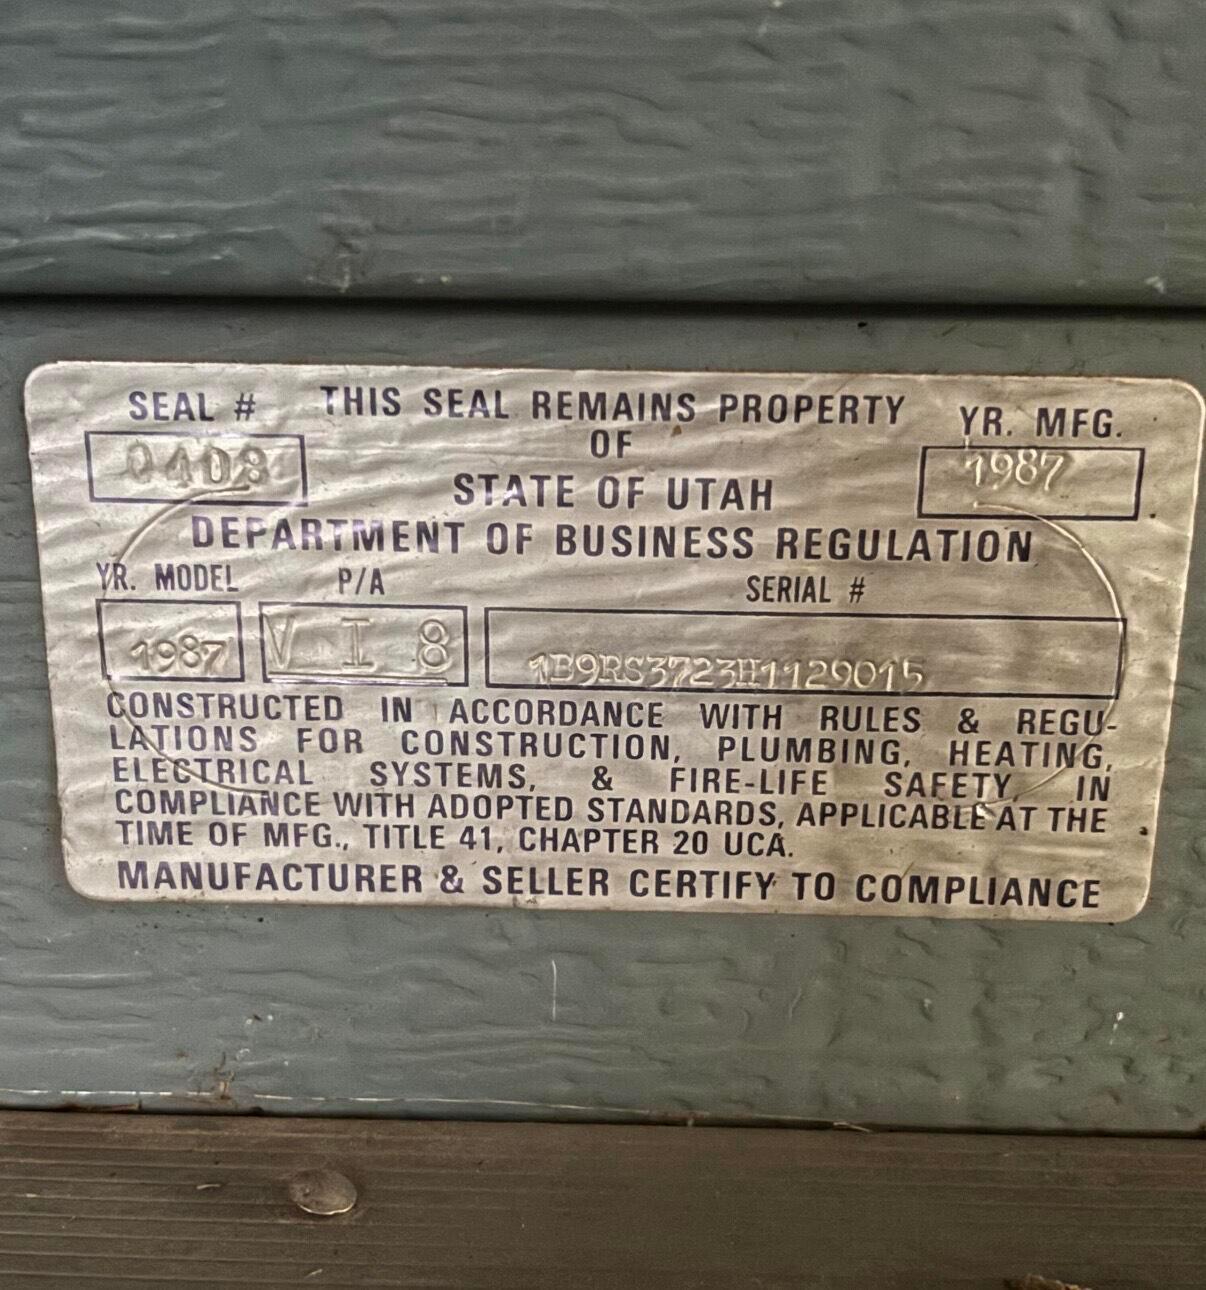 SEAL # THIS SEAL REMAINS PROPERTY YR. MFG.
0408 OF 1987
STATE OF UTAH
DEPARTMENT OF BUSINESS REGULATION
YR. MODEL P/A SERIAL #
1987 V I 8 1B9RS3723H1129015
CONSTRUCTED IN ACCORDANCE WITH RULES & REGU-
LATIONS FOR CONSTRUCTION, PLUMBING, HEATING,
ELECTRICAL SYSTEMS, & FIRE-LIFE SAFETY, IN
COMPLIANCE WITH ADOPTED STANDARDS, APPLICABLE AT THE
TIME OF MFG., TITLE 41, CHAPTER 20 UCA.
MANUFACTURER & SELLER CERTIFY TO COMPLIANCE